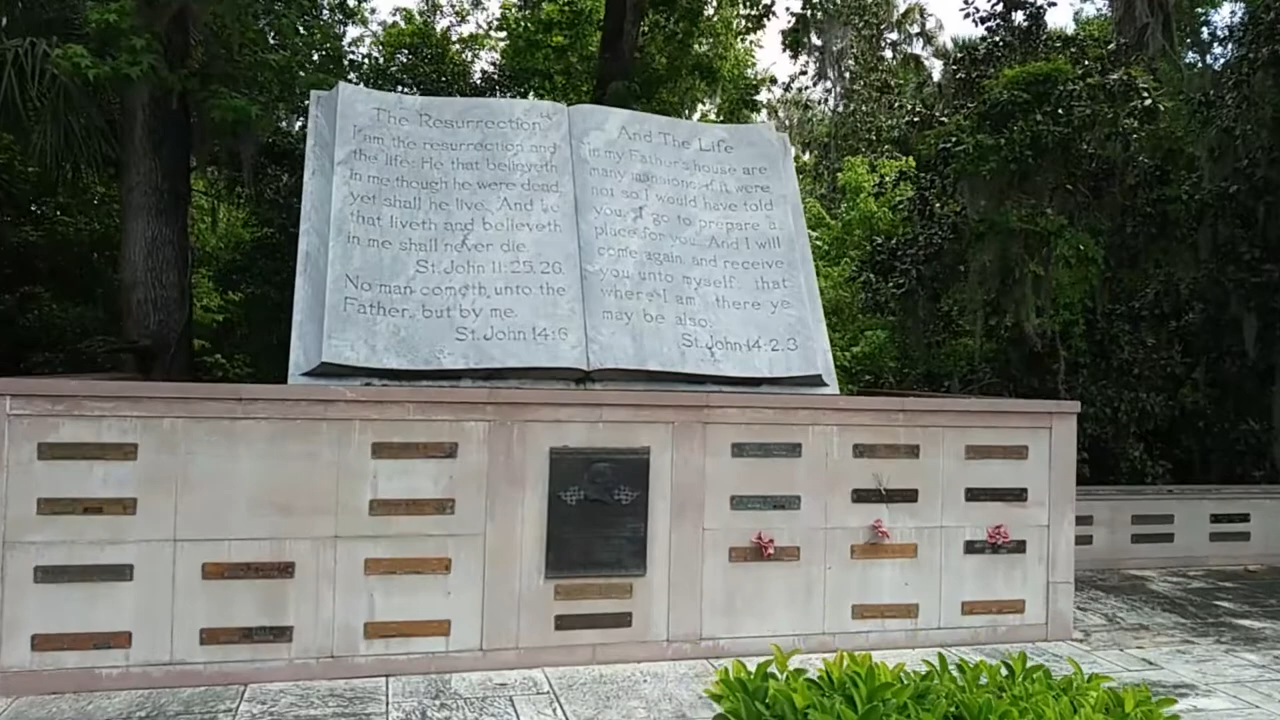 The Resurrection
I am the resurrection and
the life: He that believeth
in me though he were dead,
yet shall he live. And he
that liveth and believeth
in me shall never die.
St. John 11:25.26.
No man cometh unto the
Father, but by me.
St. John 14:6
And The Life
in my Father's house are
many mansions: if it were
not so I would have told
you. I go to prepare a
place for you. And I will
come again and receive
you unto myself: that
where I am there ye
may be also.
St. John 14:2.3